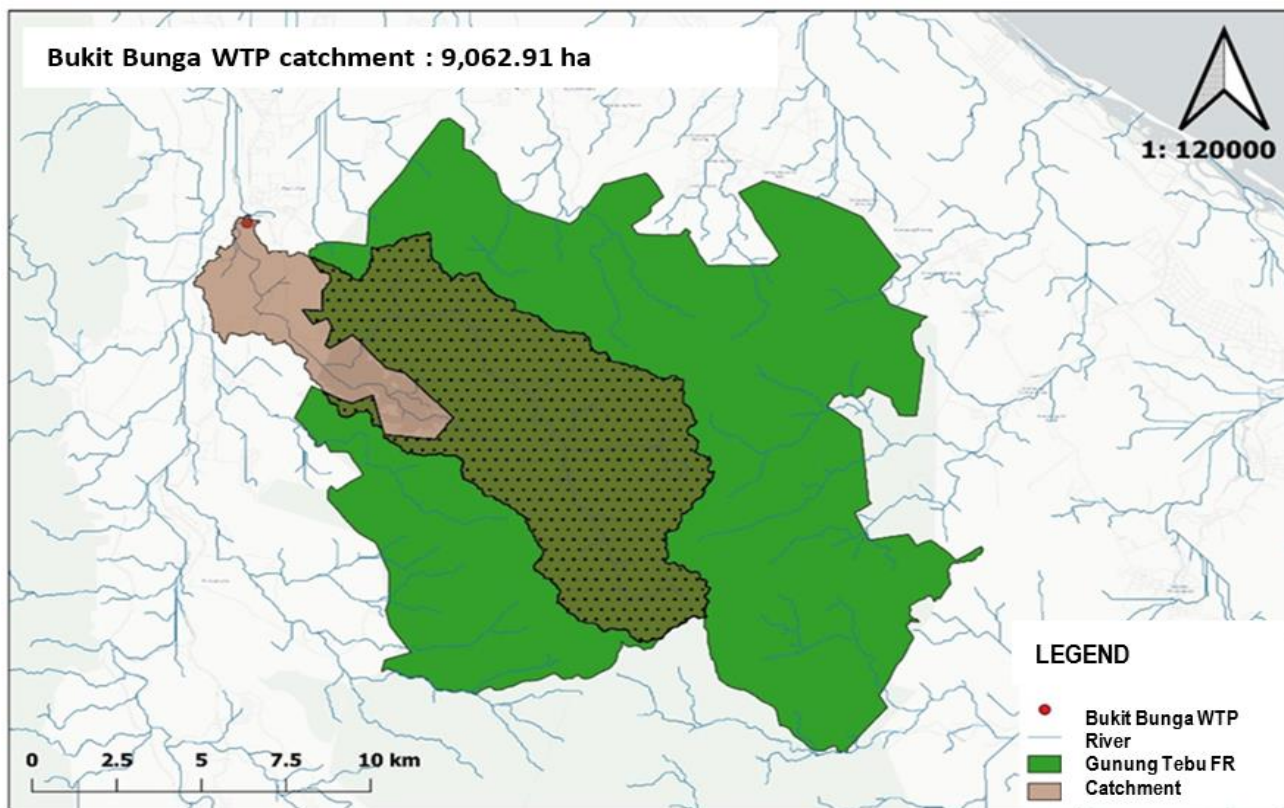 Bukit Bunga WTP catchment : 9,062.91 ha
1: 120000
LEGEND
Bukit Bunga WTP
River
Gunung Tebu FR
Catchment
0 2.5 5 7.5 10 km